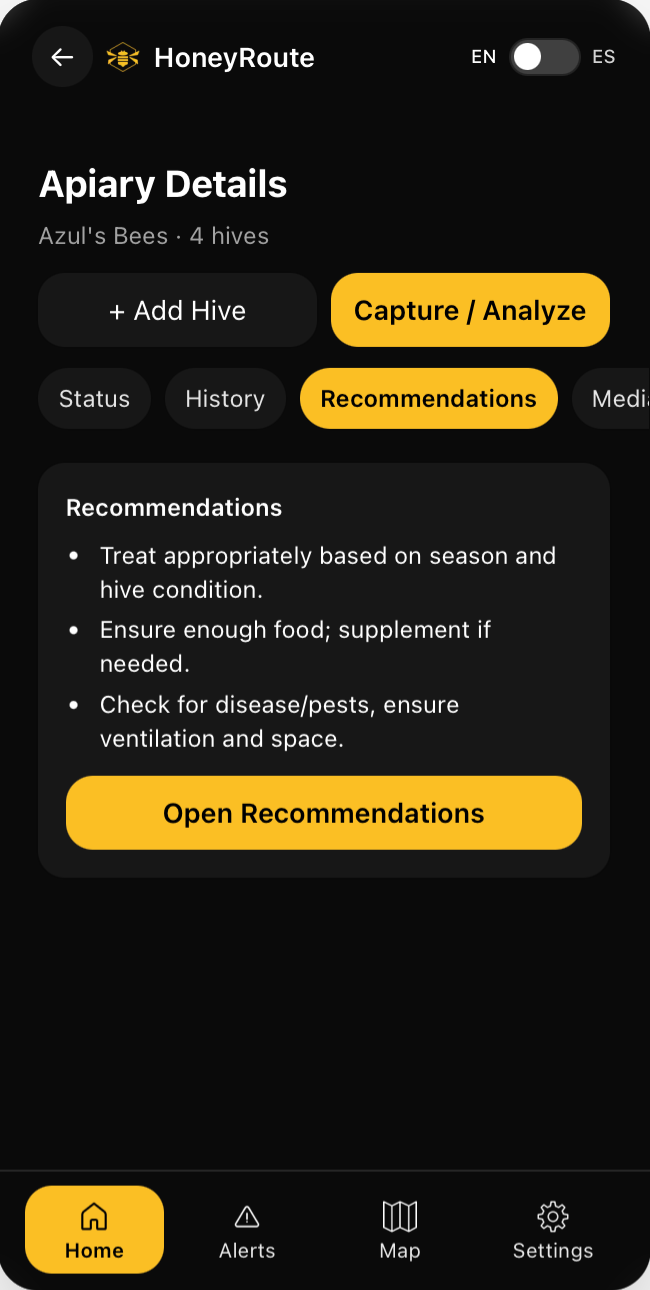 HoneyRoute
EN ES
Apiary Details
Azul's Bees · 4 hives
+ Add Hive
Capture / Analyze
Status
History
Recommendations
Medi
Recommendations
• Treat appropriately based on season and
hive condition.
• Ensure enough food; supplement if
needed.
• Check for disease/pests, ensure
ventilation and space.
Open Recommendations
Home
Alerts
Map
Settings